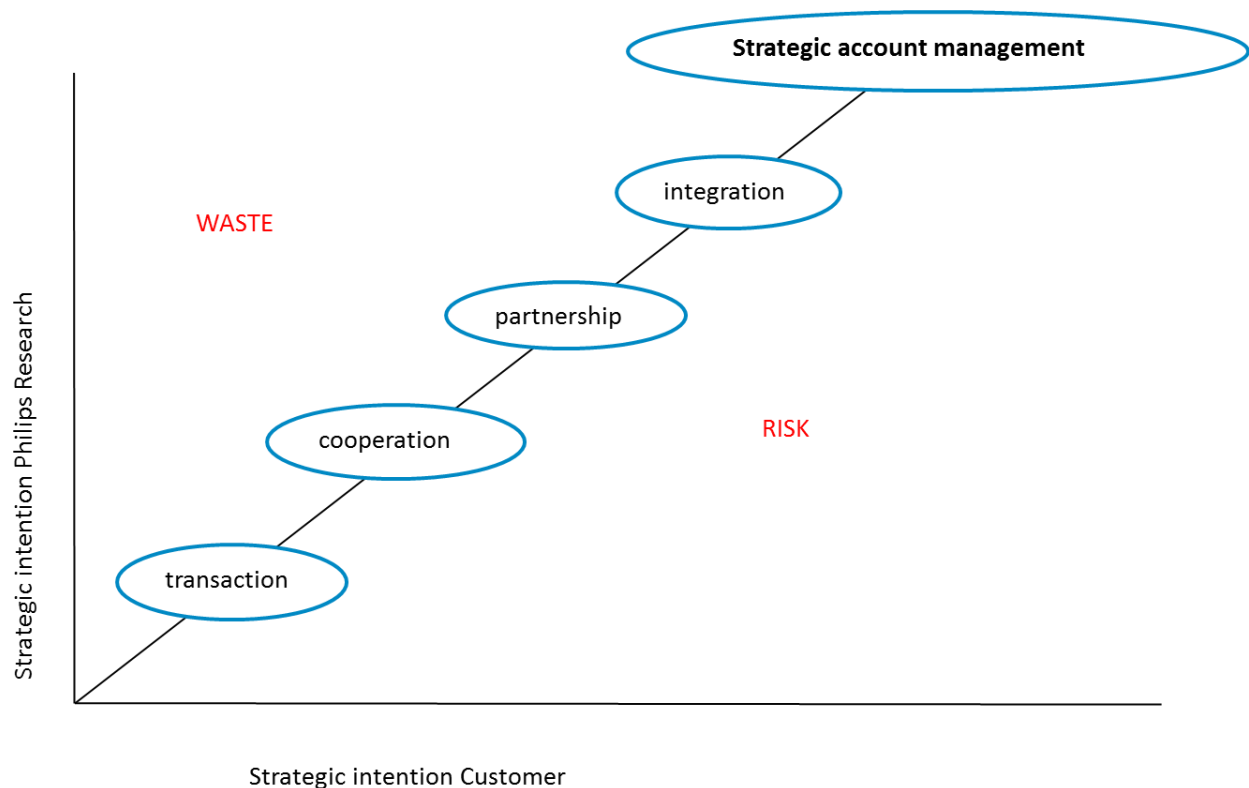 Strategic account management
integration
WASTE
partnership
RISK
cooperation
transaction
Strategic intention Philips Research
Strategic intention Customer